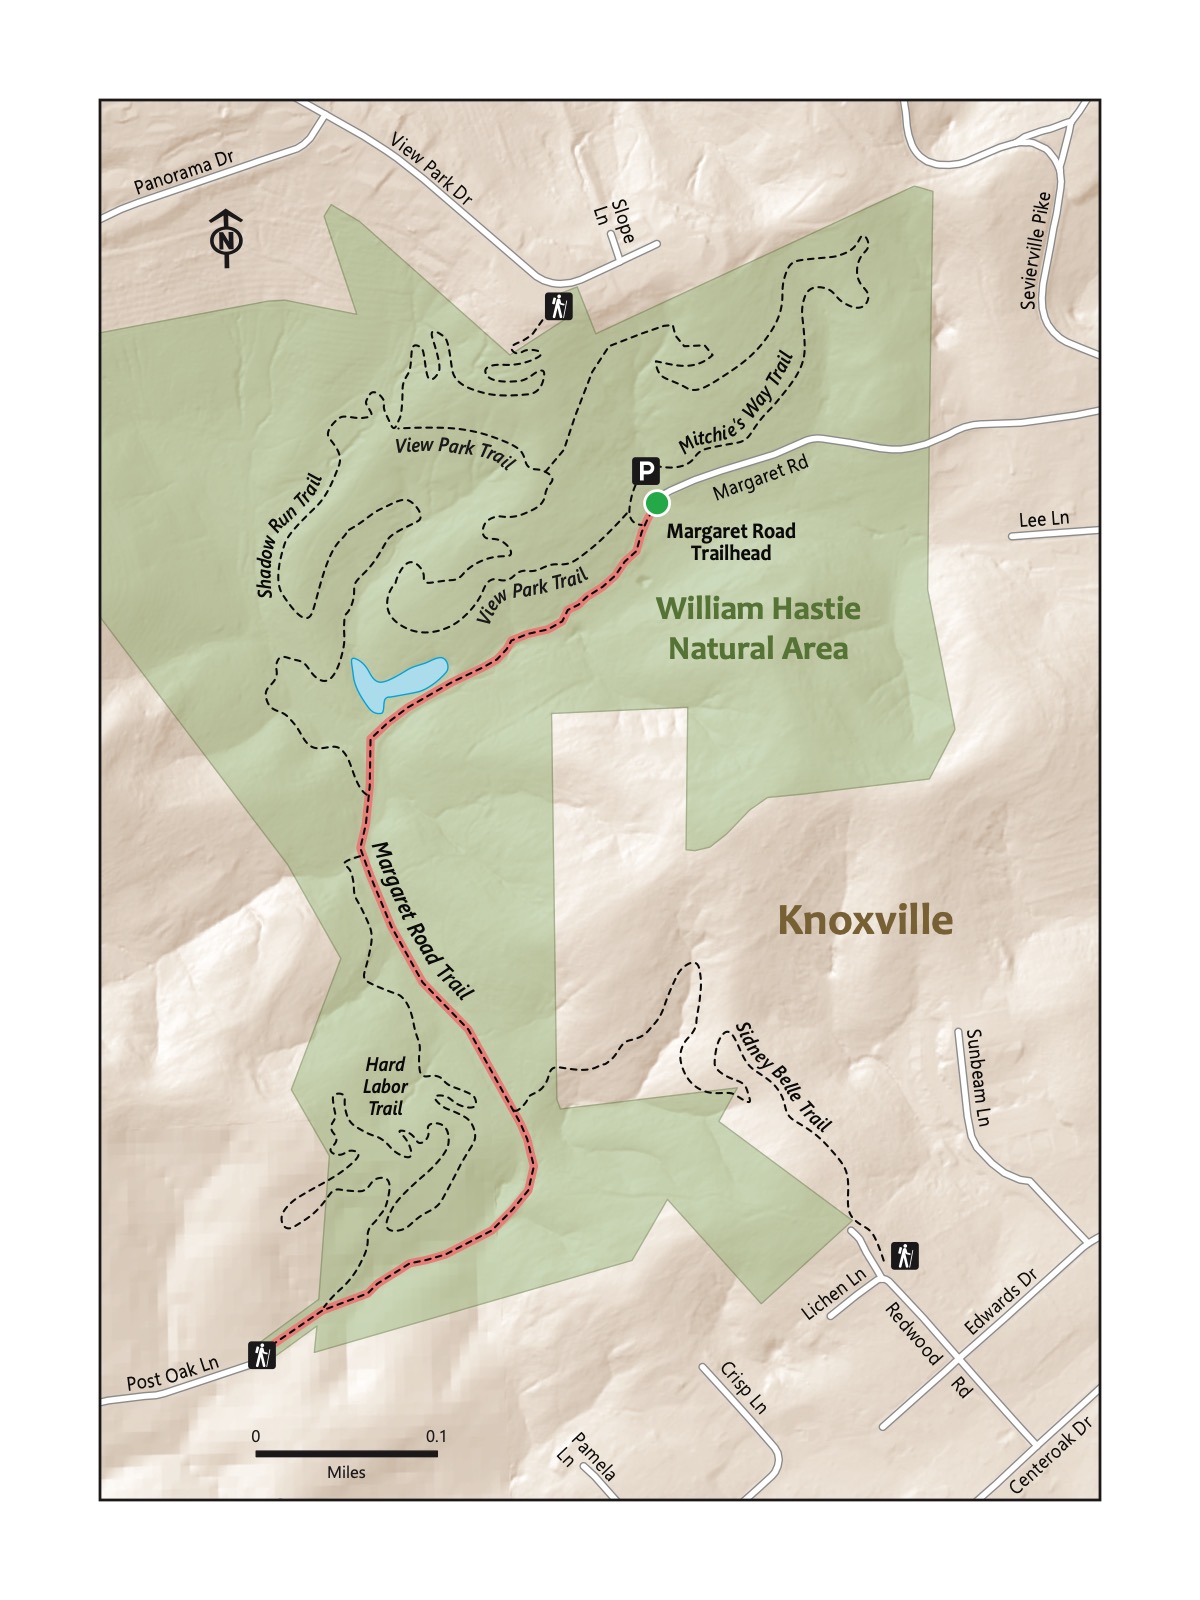 Panorama Dr
View Park Dr
Slope
Ln
N
Sevierville Pike
Mitchie's Way Trail
View Park Trail
Shadow Run Trail
P
Margaret Rd
Margaret Road
Trailhead
Lee Ln
View Park Trail
William Hastie
Natural Area
Margaret Road Trail
Knoxville
Hard
Labor
Trail
Sidney Belle Trail
Sunbeam Ln
Lichen Ln
Redwood
Rd
Edwards Dr
Post Oak Ln
Crisp Ln
Pamela
Ln
Centeroak Dr
0 0.1
Miles